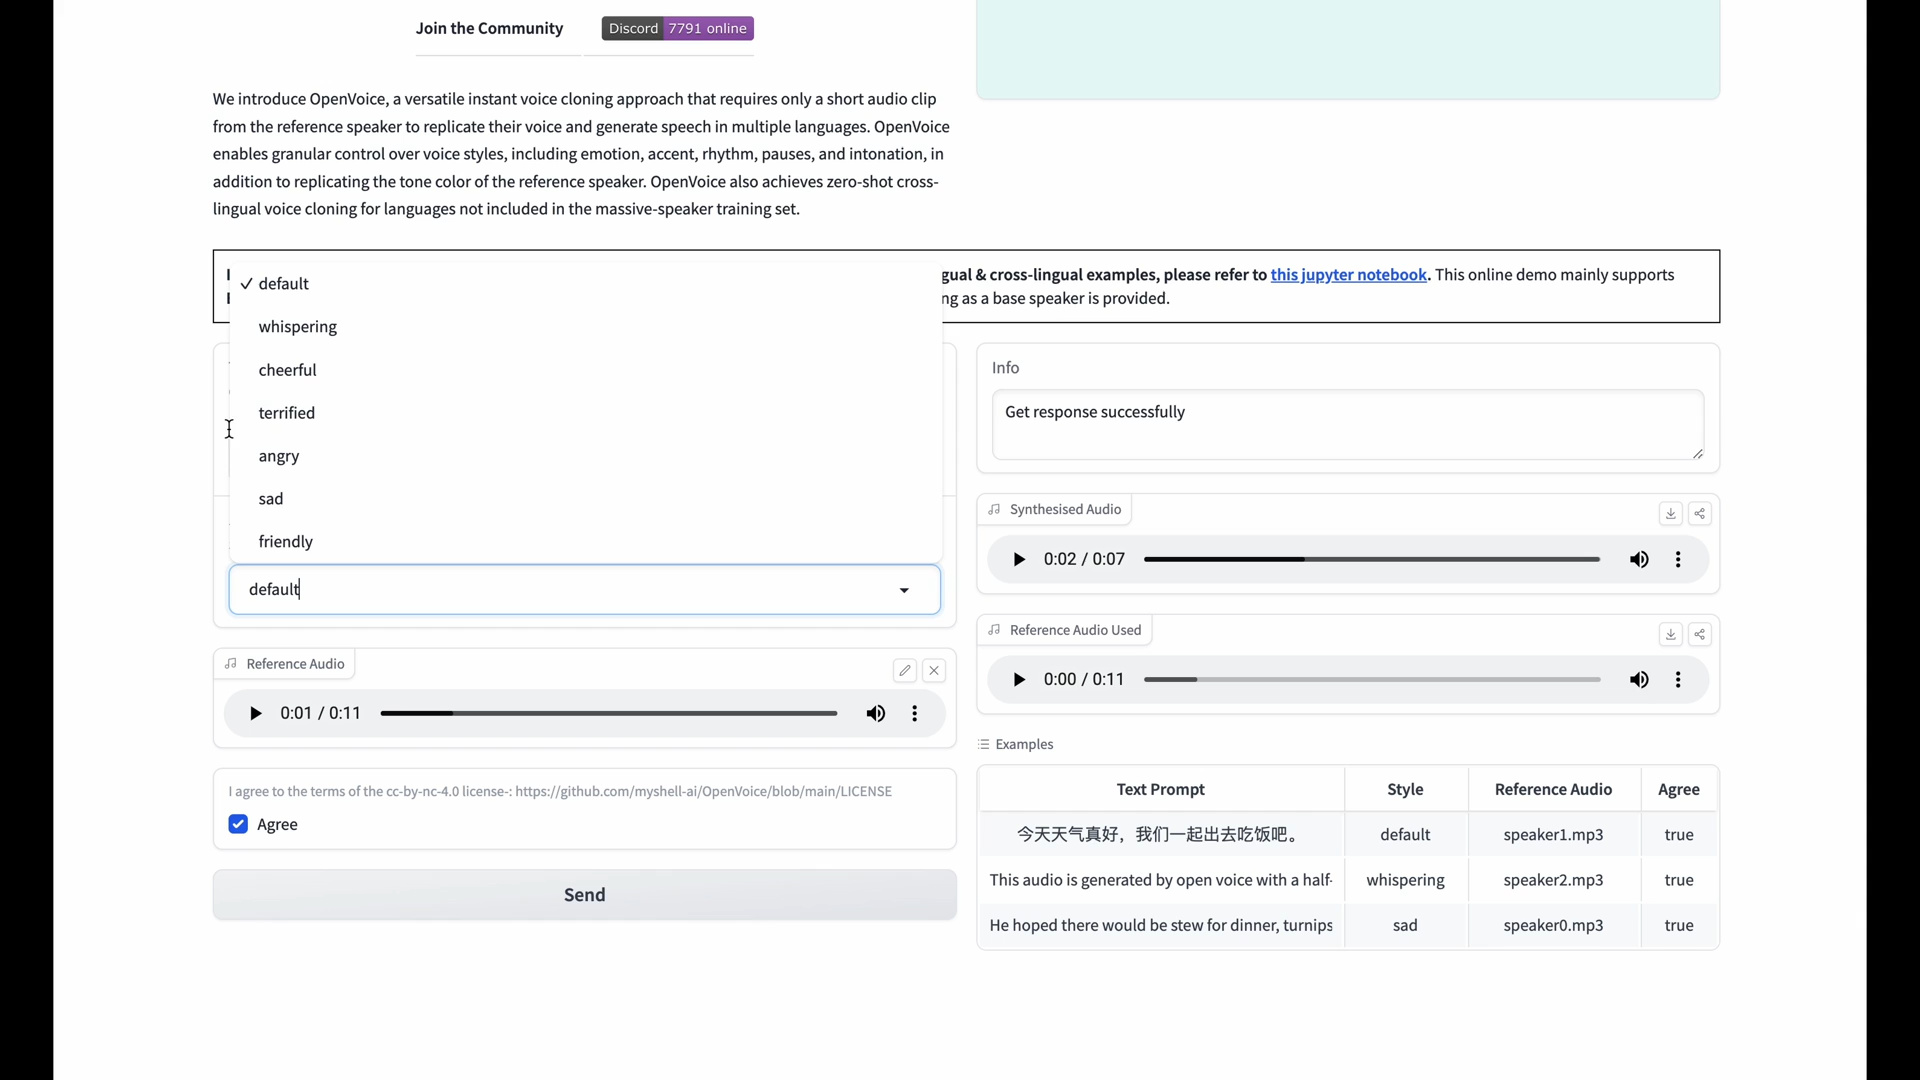 Join the Community
Discord 7791 online
We introduce OpenVoice, a versatile instant voice cloning approach that requires only a short audio clip
from the reference speaker to replicate their voice and generate speech in multiple languages. OpenVoice
enables granular control over voice styles, including emotion, accent, rhythm, pauses, and intonation, in
addition to replicating the tone color of the reference speaker. OpenVoice also achieves zero-shot cross-
lingual voice cloning for languages not included in the massive-speaker training set.
gual & cross-lingual examples, please refer to this jupyter notebook. This online demo mainly supports
ng as a base speaker is provided.
default
whispering
cheerful
terrified
angry
sad
friendly
default
Reference Audio
0:01 / 0:11
I agree to the terms of the cc-by-nc-4.0 license-: https://github.com/myshell-ai/OpenVoice/blob/main/LICENSE
Agree
Send
Info
Get response successfully
Synthesised Audio
0:02 / 0:07
Reference Audio Used
0:00 / 0:11
Examples
Text Prompt Style Reference Audio Agree
今天天气真好，我们一起出去吃饭吧。 default speaker1.mp3 true
This audio is generated by open voice with a half- whispering speaker2.mp3 true
He hoped there would be stew for dinner, turnips sad speaker0.mp3 true